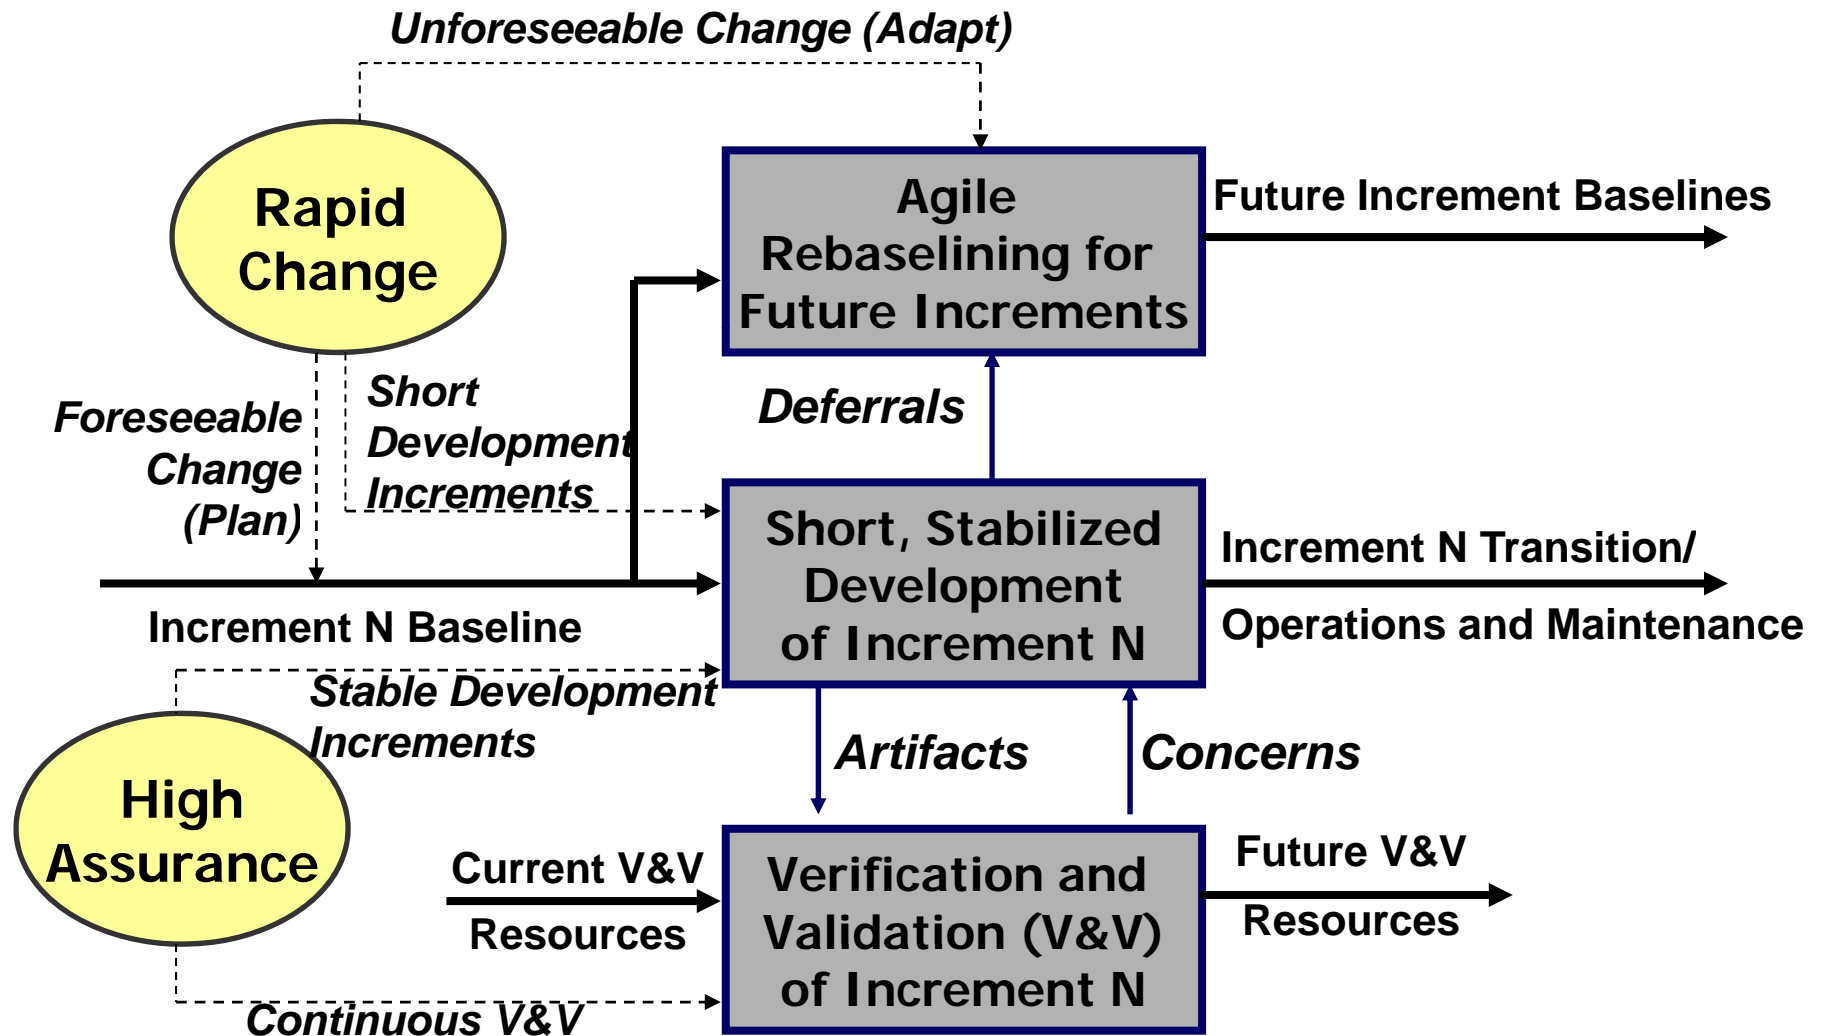 Unforeseeable Change (Adapt)
Rapid
Change
Agile
Rebaselining for
Future Increments
Future Increment Baselines
Foreseeable
Change
(Plan)
Short
Development
Increments
Deferrals
Short, Stabilized
Development
of Increment N
Increment N Transition/
Operations and Maintenance
Increment N Baseline
Stable Development
Increments
High
Assurance
Artifacts
Concerns
Current V&V
Resources
Verification and
Validation (V&V)
of Increment N
Future V&V
Resources
Continuous V&V